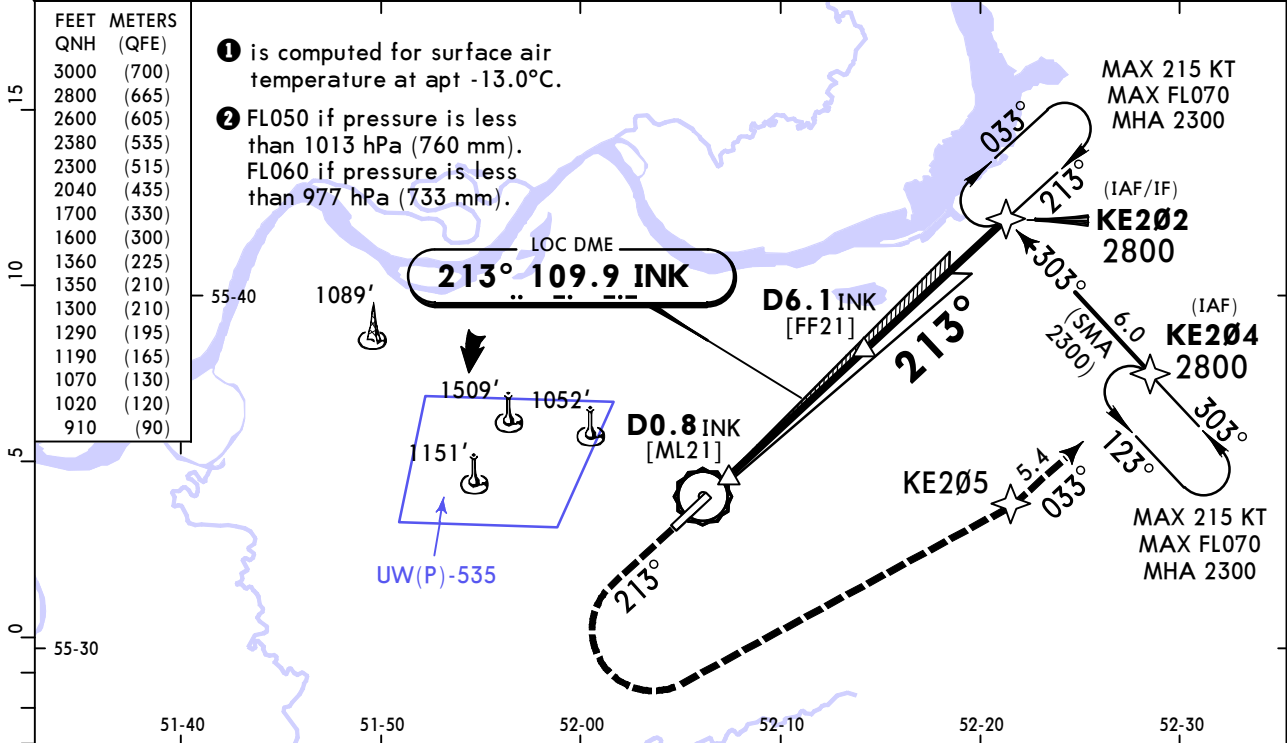 FEET METERS
QNH (QFE)
3000 (700)
2800 (665)
2600 (605)
2380 (535)
2300 (515)
2040 (435)
1700 (330)
1600 (300)
1360 (225)
1350 (210)
1300 (210)
1290 (195)
1190 (165)
1070 (130)
1020 (120)
910 (90)
❶ is computed for surface air
temperature at apt -13.0°C.
❷ FL050 if pressure is less
than 1013 hPa (760 mm).
FL060 if pressure is less
than 977 hPa (733 mm).
MAX 215 KT
MAX FL070
MHA 2300
033°
213°
(IAF/IF)
KE2Ø2
2800
LOC DME
213° 109.9 INK
D6.1 INK
[FF21]
213°
303°
6.0
(SMA
2300)
(IAF)
KE2Ø4
2800
303°
123°
MAX 215 KT
MAX FL070
MHA 2300
1089'
1509'
1052'
1151'
D0.8 INK
[ML21]
KE2Ø5
5.4
033°
UW(P)-535
213°
15
10
5
0
55-40
55-30
51-40
51-50
52-00
52-10
52-20
52-30